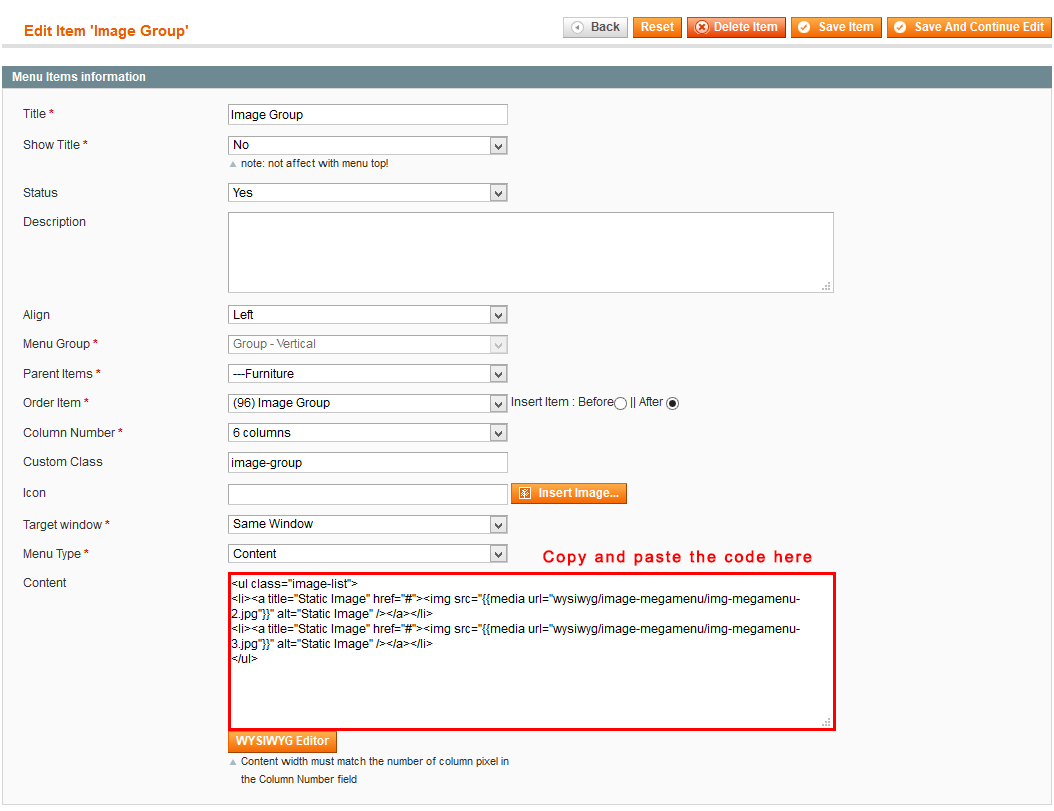 Edit Item 'Image Group'
Back Reset Delete Item Save Item Save And Continue Edit
Menu Items information
Title * Image Group
Show Title * No
note: not affect with menu top!
Status Yes
Description
Align Left
Menu Group * Group - Vertical
Parent Items * ---Furniture
Order Item * (96) Image Group Insert Item : Before || After
Column Number * 6 columns
Custom Class image-group
Icon Insert Image...
Target window * Same Window
Menu Type * Content
Copy and paste the code here
Content
<ul class="image-list">
<li><a title="Static Image" href="#"><img src="{{media url="wysiwyg/image-megamenu/img-megamenu-
2.jpg"}}" alt="Static Image" /></a></li>
<li><a title="Static Image" href="#"><img src="{{media url="wysiwyg/image-megamenu/img-megamenu-
3.jpg"}}" alt="Static Image" /></a></li>
</ul>
WYSIWYG Editor
Content width must match the number of column pixel in
the Column Number field